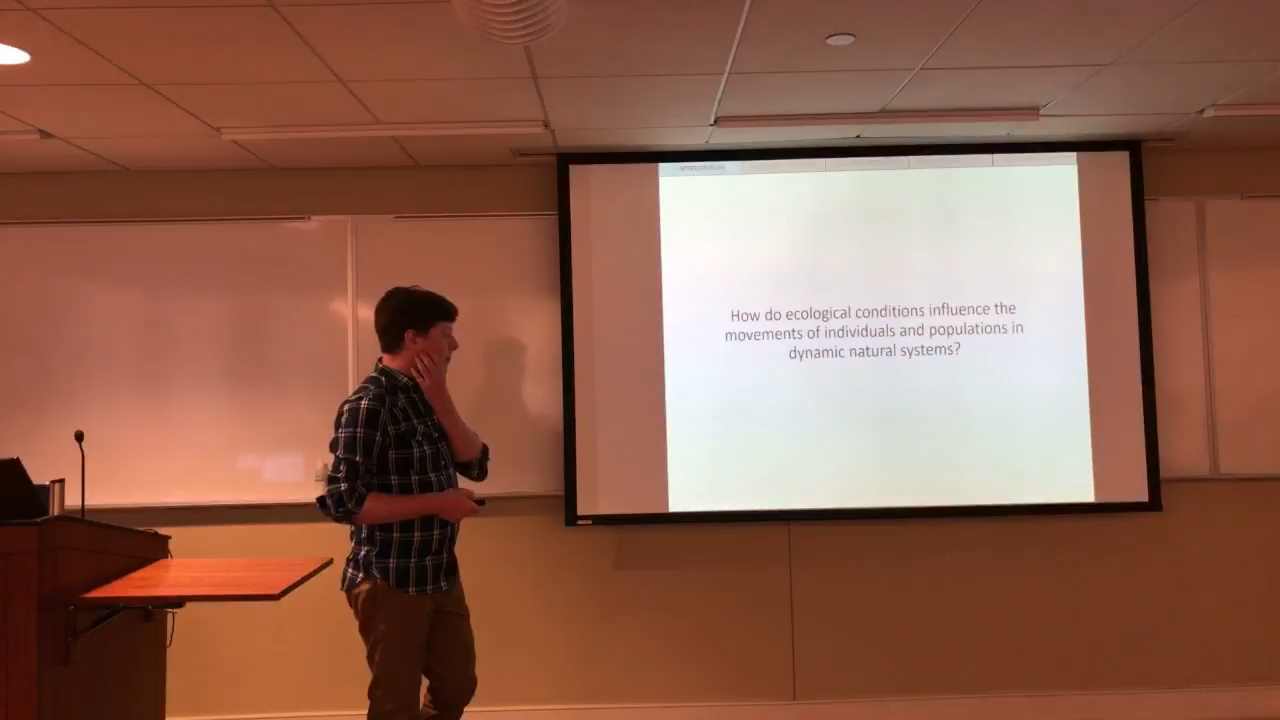 How do ecological conditions influence the
movements of individuals and populations in
dynamic natural systems?